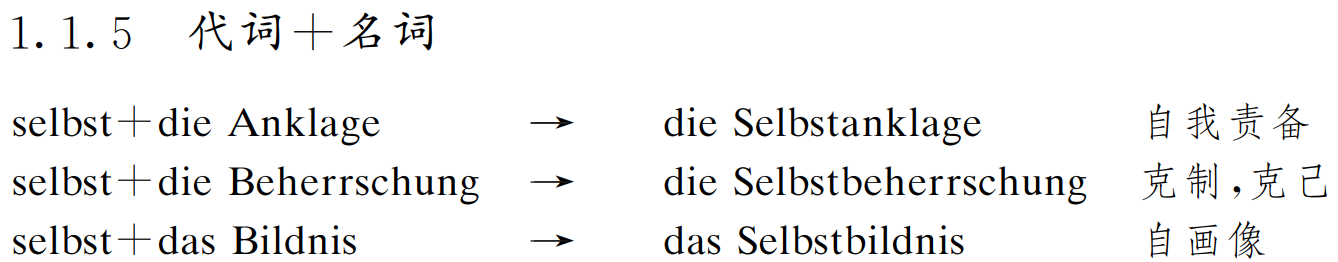 1.1.5 代词＋名词
selbst＋die Anklage → die Selbstanklage 自我责备
selbst＋die Beherrschung → die Selbstbeherrschung 克制,克己
selbst＋das Bildnis → das Selbstbildnis 自画像